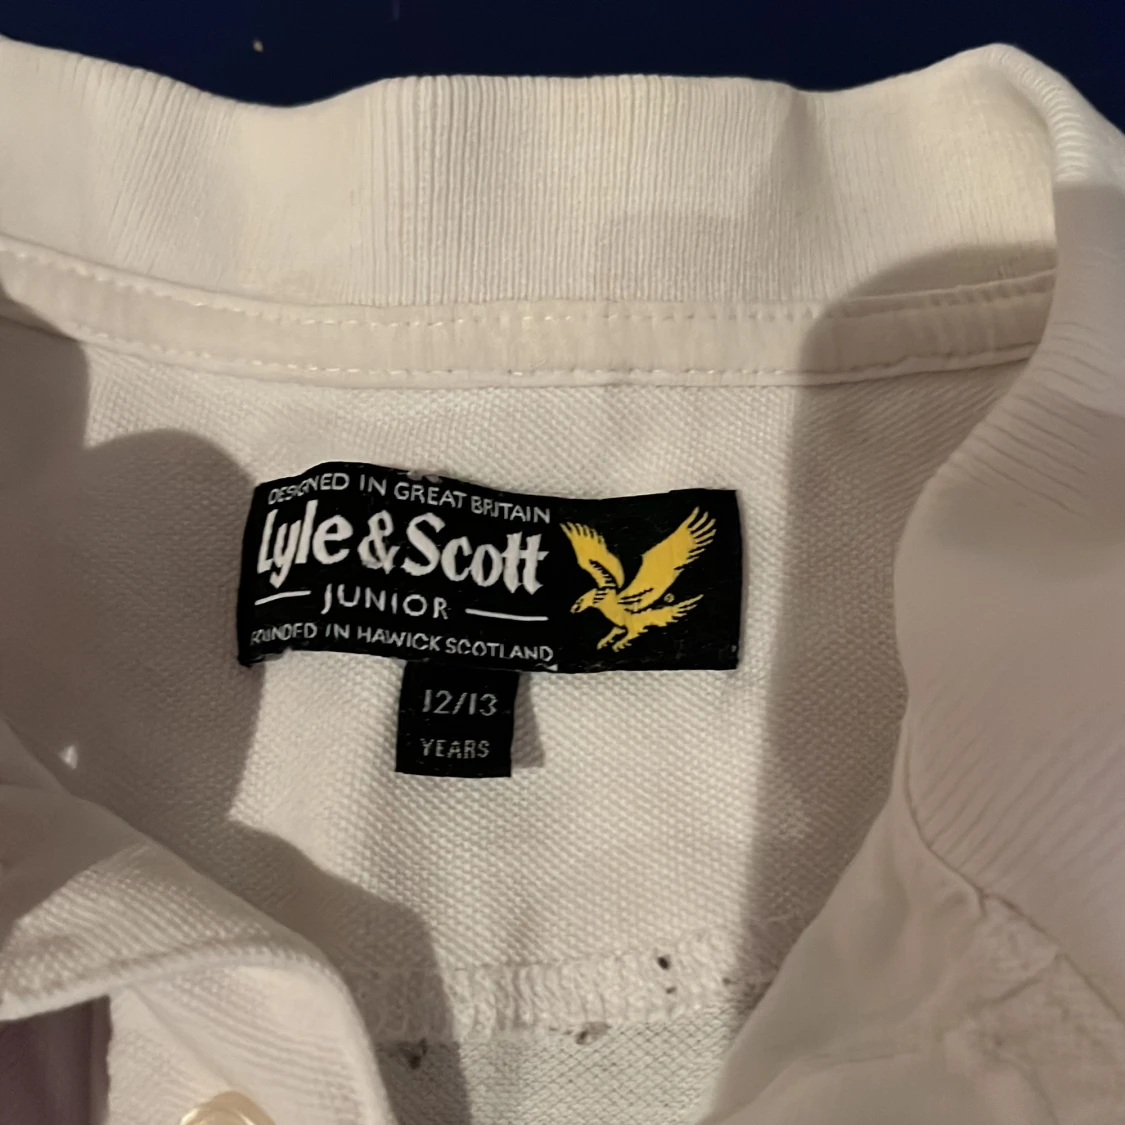 DESIGNED IN GREAT BRITAIN
Lyle & Scott
JUNIOR
FOUNDED IN HAWICK SCOTLAND
®
12/13
YEARS